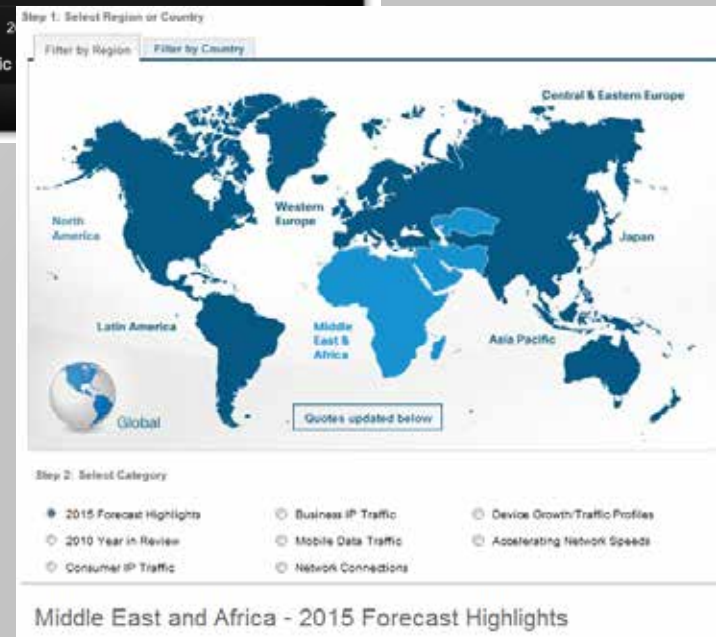 Step 1: Select Region or Country
Filter by Region
Filter by Country
Central & Eastern Europe
Western
Europe
North
America
Japan
Latin America
Middle
East &
Africa
Asia Pacific
Global
Quotes updated below
Step 2: Select Category
2015 Forecast Highlights
Business IP Traffic
Device Growth/Traffic Profiles
2010 Year in Review
Mobile Data Traffic
Accelerating Network Speeds
Consumer IP Traffic
Network Connections
Middle East and Africa - 2015 Forecast Highlights